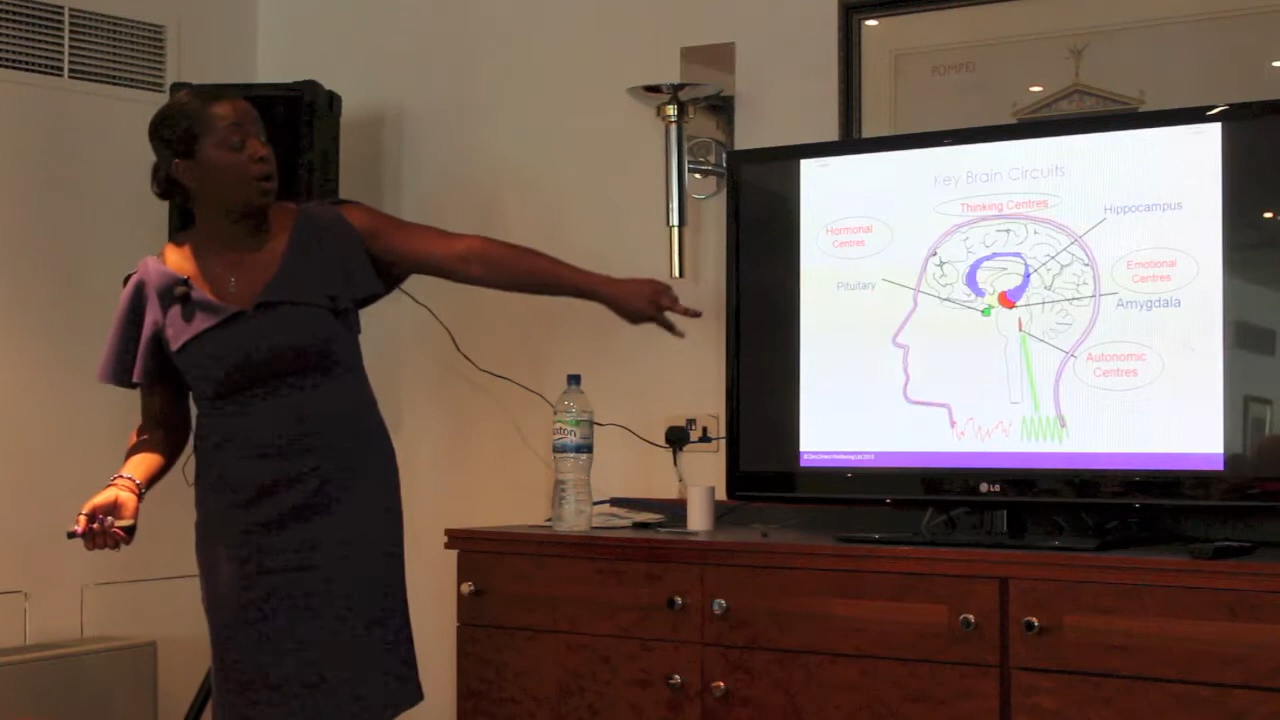 POMPEI
Key Brain Circuits
Thinking Centres
Hippocampus
Hormonal
Centres
Emotional
Centres
Pituitary
Amygdala
Autonomic
Centres
LG